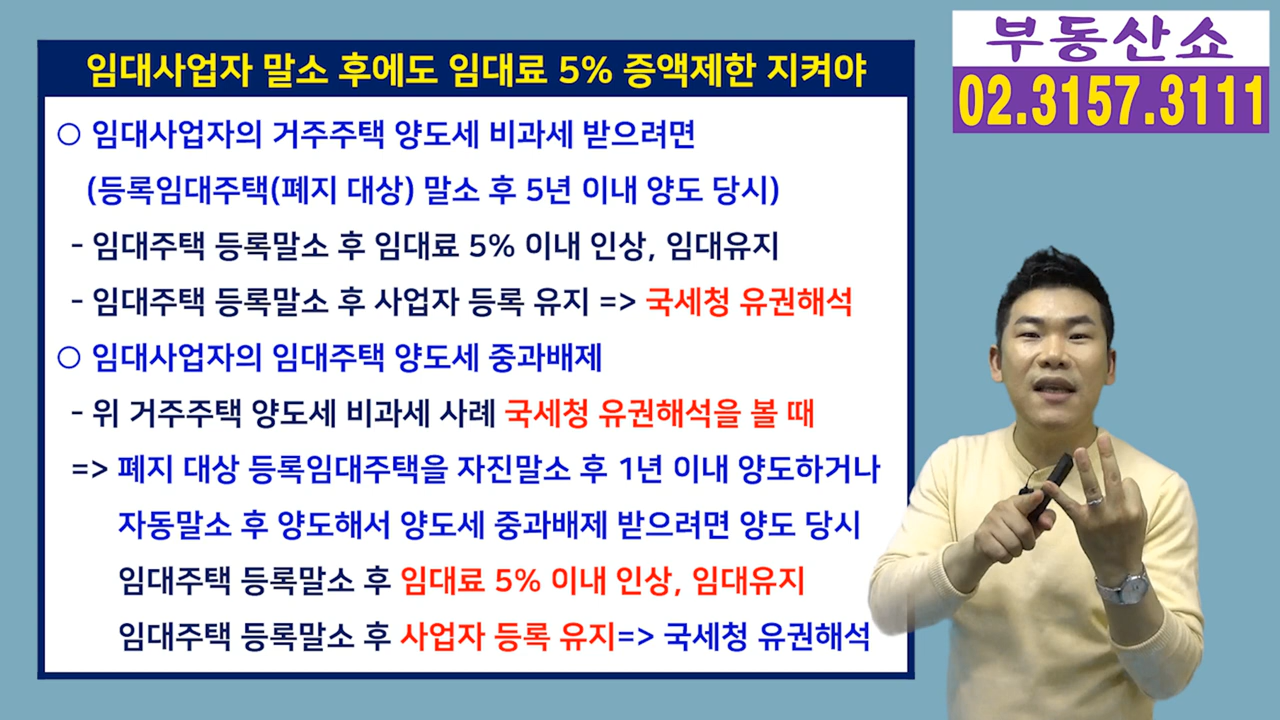 임대사업자 말소 후에도 임대료 5% 증액제한 지켜야
○ 임대사업자의 거주주택 양도세 비과세 받으려면
(등록임대주택(폐지 대상) 말소 후 5년 이내 양도 당시)
- 임대주택 등록말소 후 임대료 5% 이내 인상, 임대유지
- 임대주택 등록말소 후 사업자 등록 유지 => 국세청 유권해석
○ 임대사업자의 임대주택 양도세 중과배제
- 위 거주주택 양도세 비과세 사례 국세청 유권해석을 볼 때
=> 폐지 대상 등록임대주택을 자진말소 후 1년 이내 양도하거나
자동말소 후 양도해서 양도세 중과배제 받으려면 양도 당시
임대주택 등록말소 후 임대료 5% 이내 인상, 임대유지
임대주택 등록말소 후 사업자 등록 유지=> 국세청 유권해석
부동산쇼
02.3157.3111